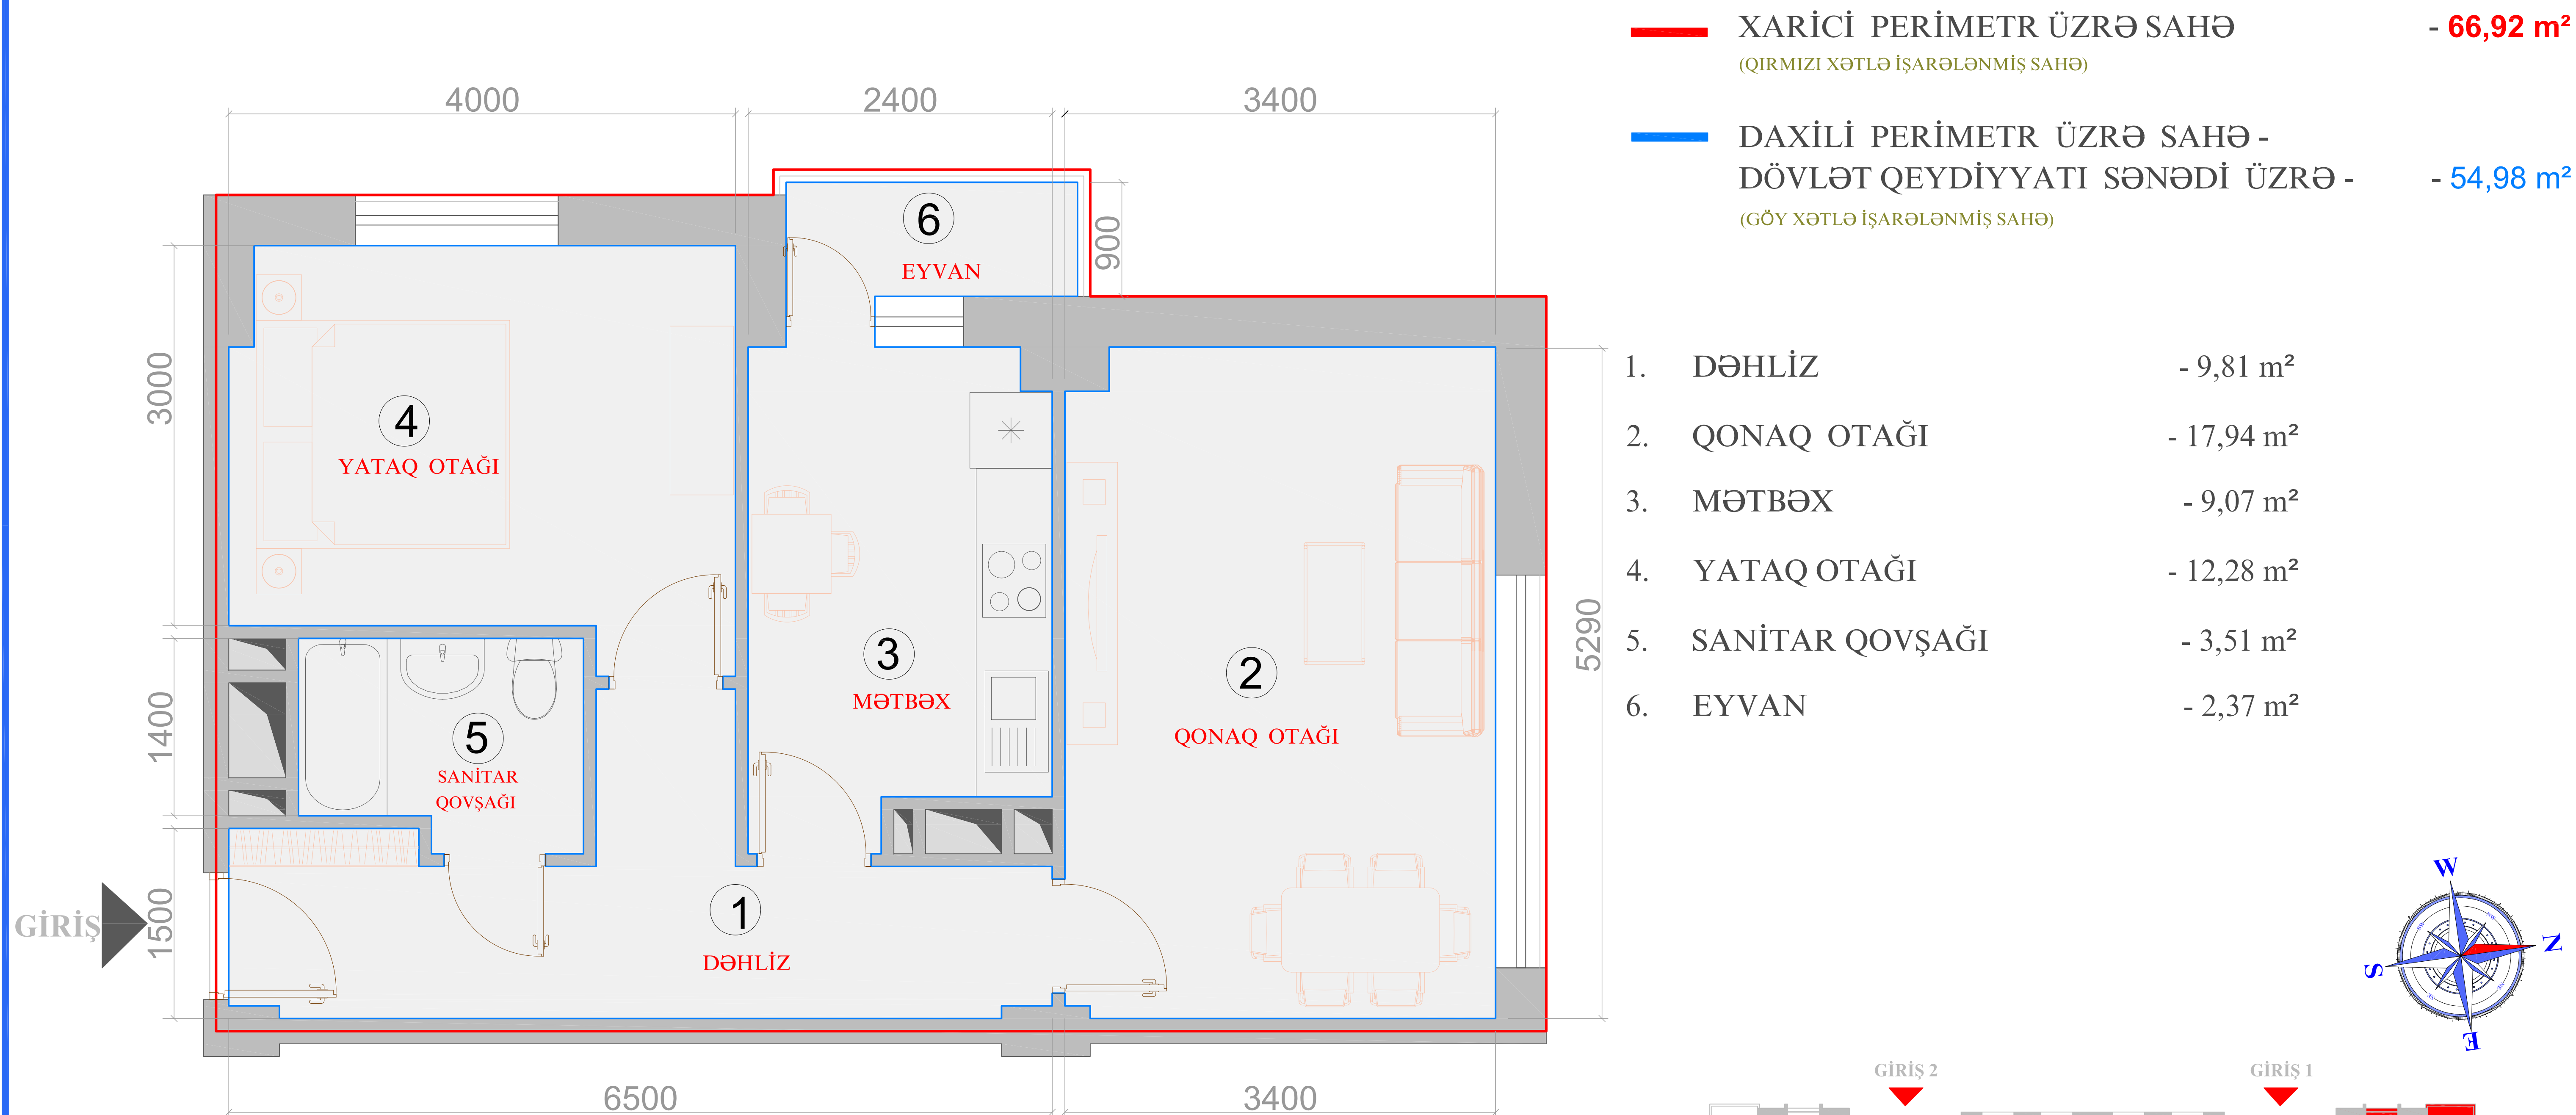 XARİCİ PERİMETR ÜZRƏ SAHƏ - 66,92 m²
(QIRMIZI XƏTLƏ İŞARƏLƏNMİŞ SAHƏ)
DAXİLİ PERİMETR ÜZRƏ SAHƏ -
DÖVLƏT QEYDİYYATI SƏNƏDİ ÜZRƏ - - 54,98 m²
(GÖY XƏTLƏ İŞARƏLƏNMİŞ SAHƏ)
4000 2400 3400
6
EYVAN
900
3000
4
YATAQ OTAĞI
1. DƏHLİZ - 9,81 m²
2. QONAQ OTAĞI - 17,94 m²
3. MƏTBƏX - 9,07 m²
4. YATAQ OTAĞI - 12,28 m²
5. SANİTAR QOVŞAĞI - 3,51 m²
6. EYVAN - 2,37 m²
5290
3
MƏTBƏX
2
QONAQ OTAĞI
1400
5
SANİTAR
QOVŞAĞI
1500
GİRİŞ
1
DƏHLİZ
W
N
S
E
6500 3400
GİRİŞ 2 GİRİŞ 1